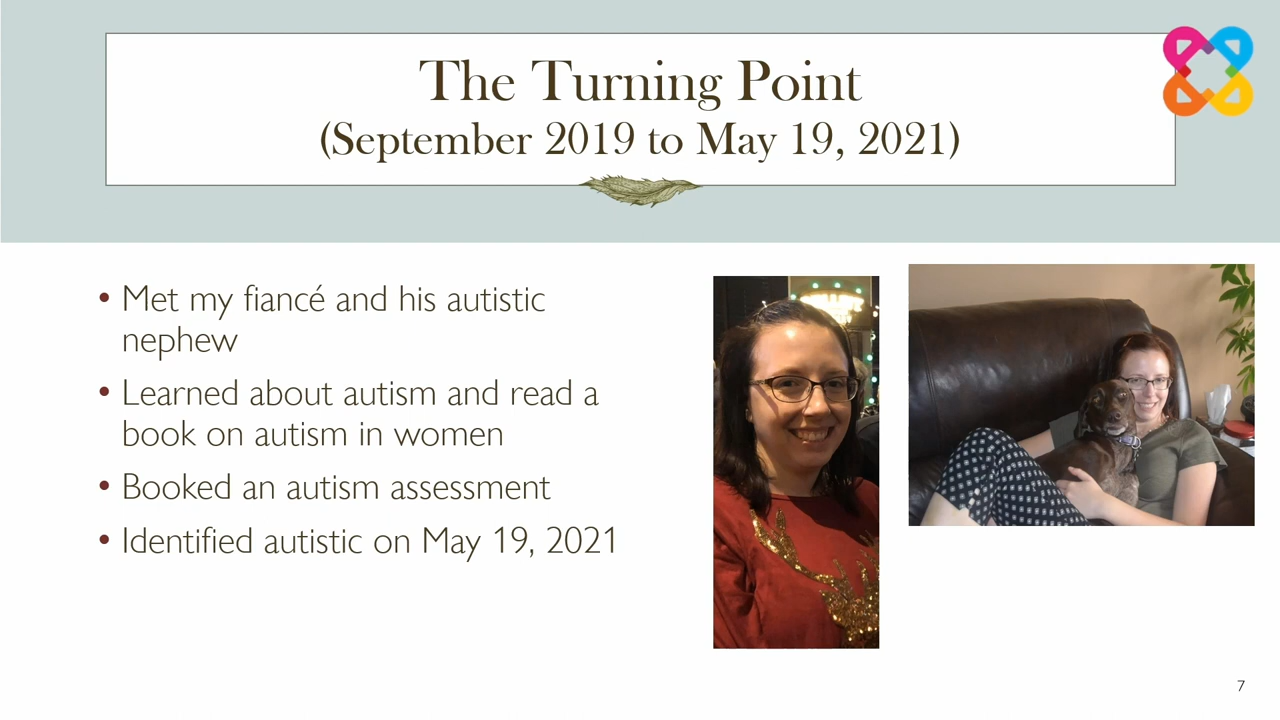 The Turning Point
(September 2019 to May 19, 2021)
• Met my fiancé and his autistic
nephew
• Learned about autism and read a
book on autism in women
• Booked an autism assessment
• Identified autistic on May 19, 2021
7